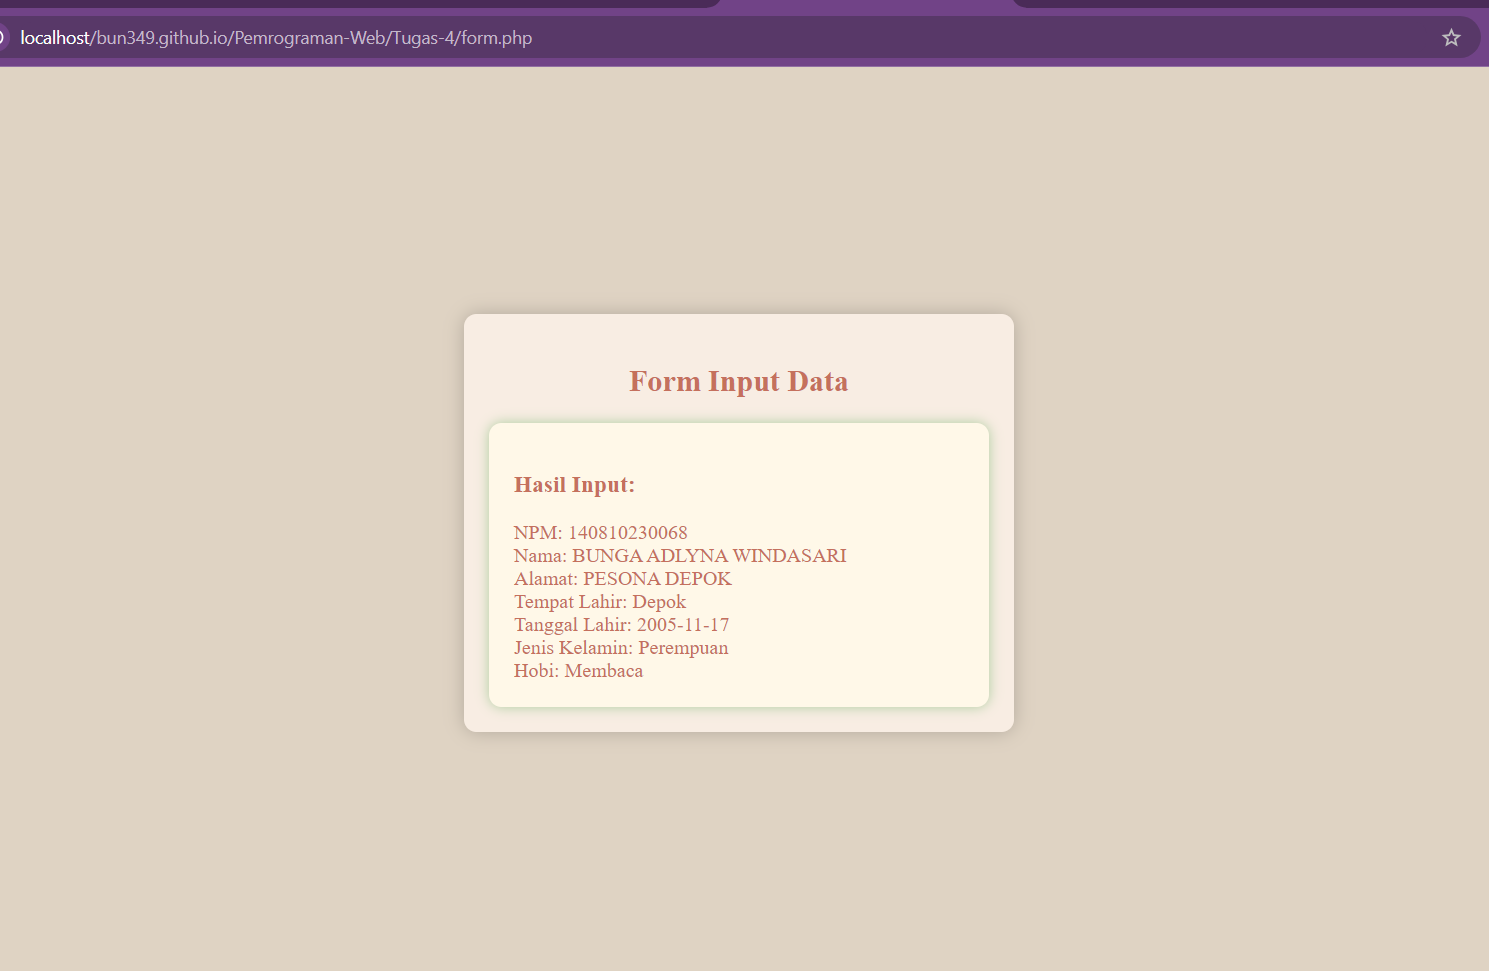 localhost/bun349.github.io/Pemrograman-Web/Tugas-4/form.php
Form Input Data
Hasil Input:
NPM: 140810230068
Nama: BUNGA ADLYNA WINDASARI
Alamat: PESONA DEPOK
Tempat Lahir: Depok
Tanggal Lahir: 2005-11-17
Jenis Kelamin: Perempuan
Hobi: Membaca